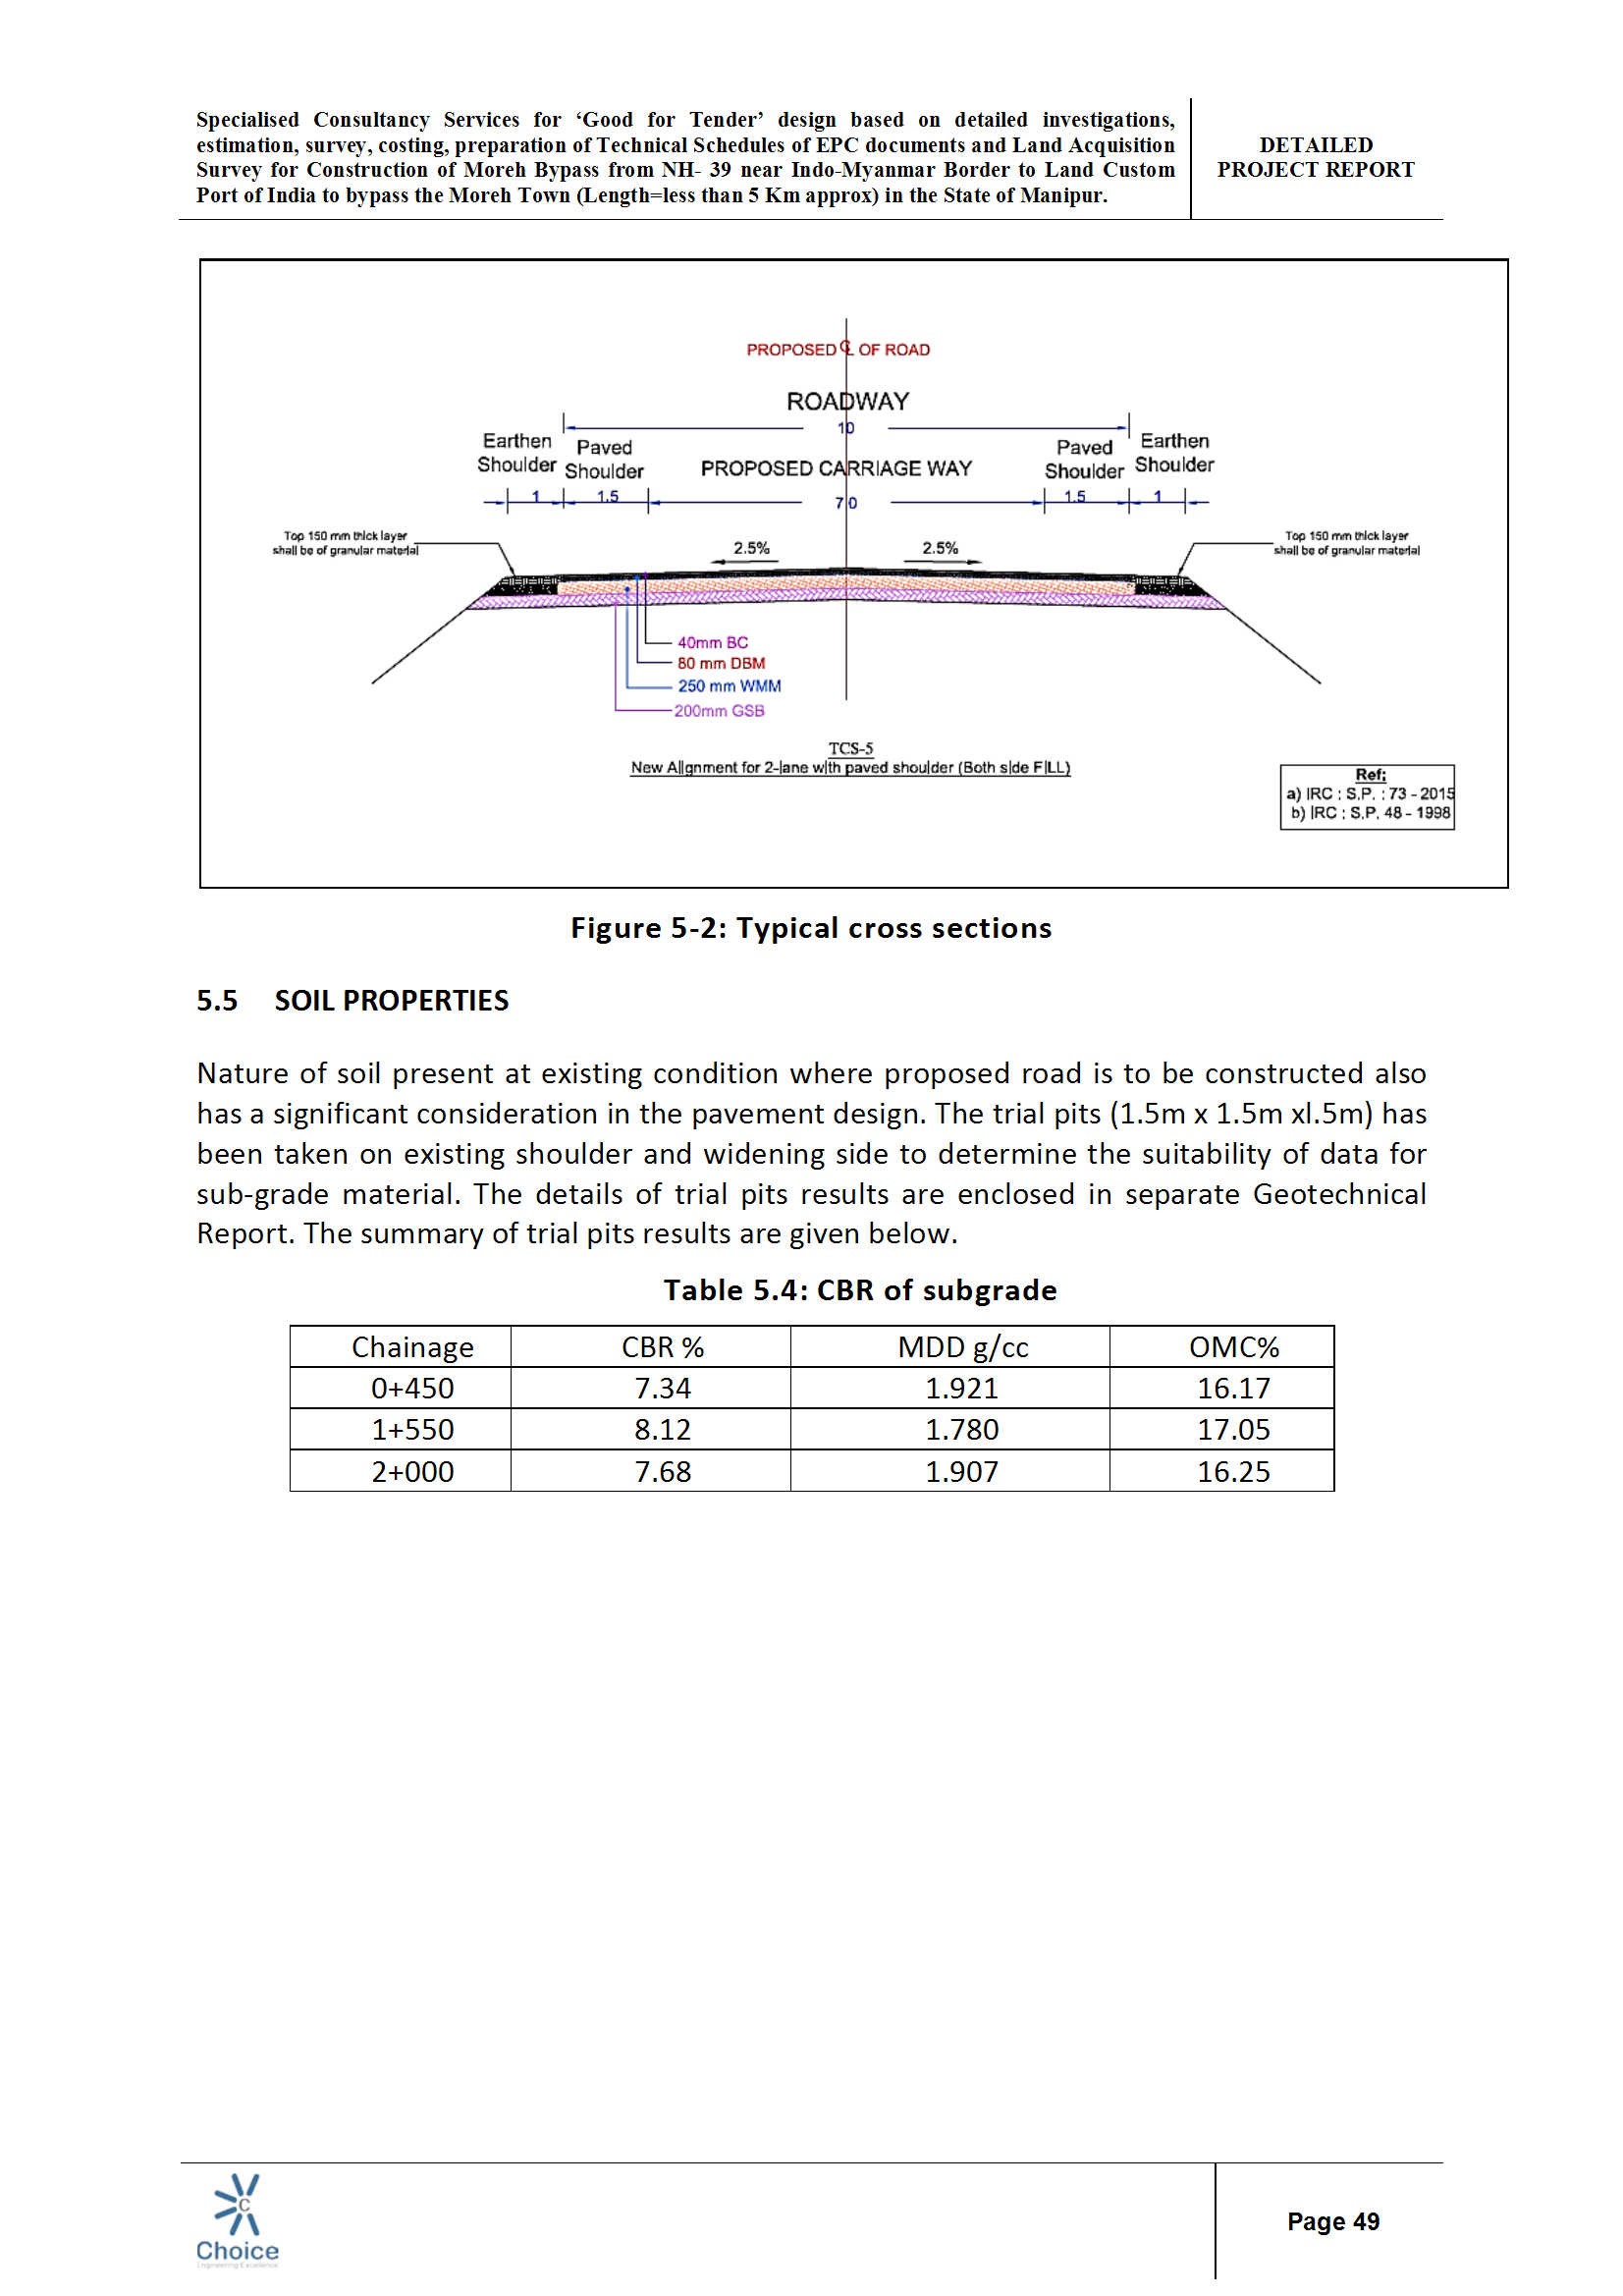 Specialised Consultancy Services for ‘Good for Tender’ design based on detailed investigations,
estimation, survey, costing, preparation of Technical Schedules of EPC documents and Land Acquisition
Survey for Construction of Moreh Bypass from NH- 39 near Indo-Myanmar Border to Land Custom
Port of India to bypass the Moreh Town (Length=less than 5 Km approx) in the State of Manipur.
DETAILED
PROJECT REPORT
PROPOSED ℄ OF ROAD
ROADWAY
10
Earthen
Shoulder
Paved
Shoulder
PROPOSED CARRIAGE WAY
Paved
Shoulder
Earthen
Shoulder
1
1.5
7.0
1.5
1
Top 150 mm thick layer
shall be of granular material
2.5%
2.5%
Top 150 mm thick layer
shall be of granular material
40mm BC
80 mm DBM
250 mm WMM
200mm GSB
TCS-5
New Alignment for 2-lane with paved shoulder (Both side FILL)
Ref:
a) IRC : S.P. : 73 - 2015
b) IRC : S.P. 48 - 1998
Figure 5-2: Typical cross sections
5.5 SOIL PROPERTIES
Nature of soil present at existing condition where proposed road is to be constructed also
has a significant consideration in the pavement design. The trial pits (1.5m x 1.5m xl.5m) has
been taken on existing shoulder and widening side to determine the suitability of data for
sub-grade material. The details of trial pits results are enclosed in separate Geotechnical
Report. The summary of trial pits results are given below.
Table 5.4: CBR of subgrade
Chainage CBR % MDD g/cc OMC%
0+450 7.34 1.921 16.17
1+550 8.12 1.780 17.05
2+000 7.68 1.907 16.25
C
Choice
Engineering Excellence
Page 49